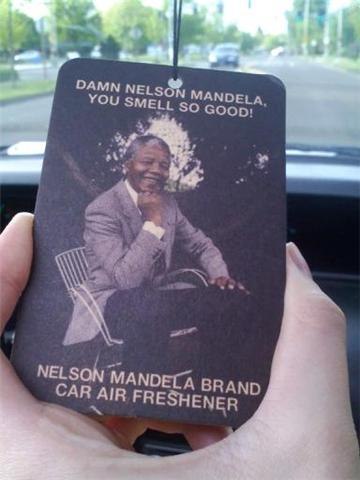 DAMN NELSON MANDELA,
YOU SMELL SO GOOD!
NELSON MANDELA BRAND
CAR AIR FRESHENER